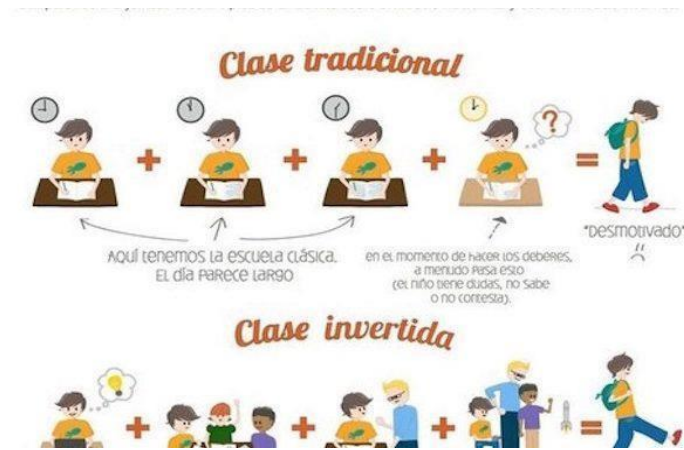 Clase tradicional
?
"Desmotivado"
Aquí tenemos la escuela clásica.
El día parece largo
en el momento de hacer los deberes,
a menudo pasa esto
(el niño tiene dudas, no sabe
o no contesta).
Clase invertida